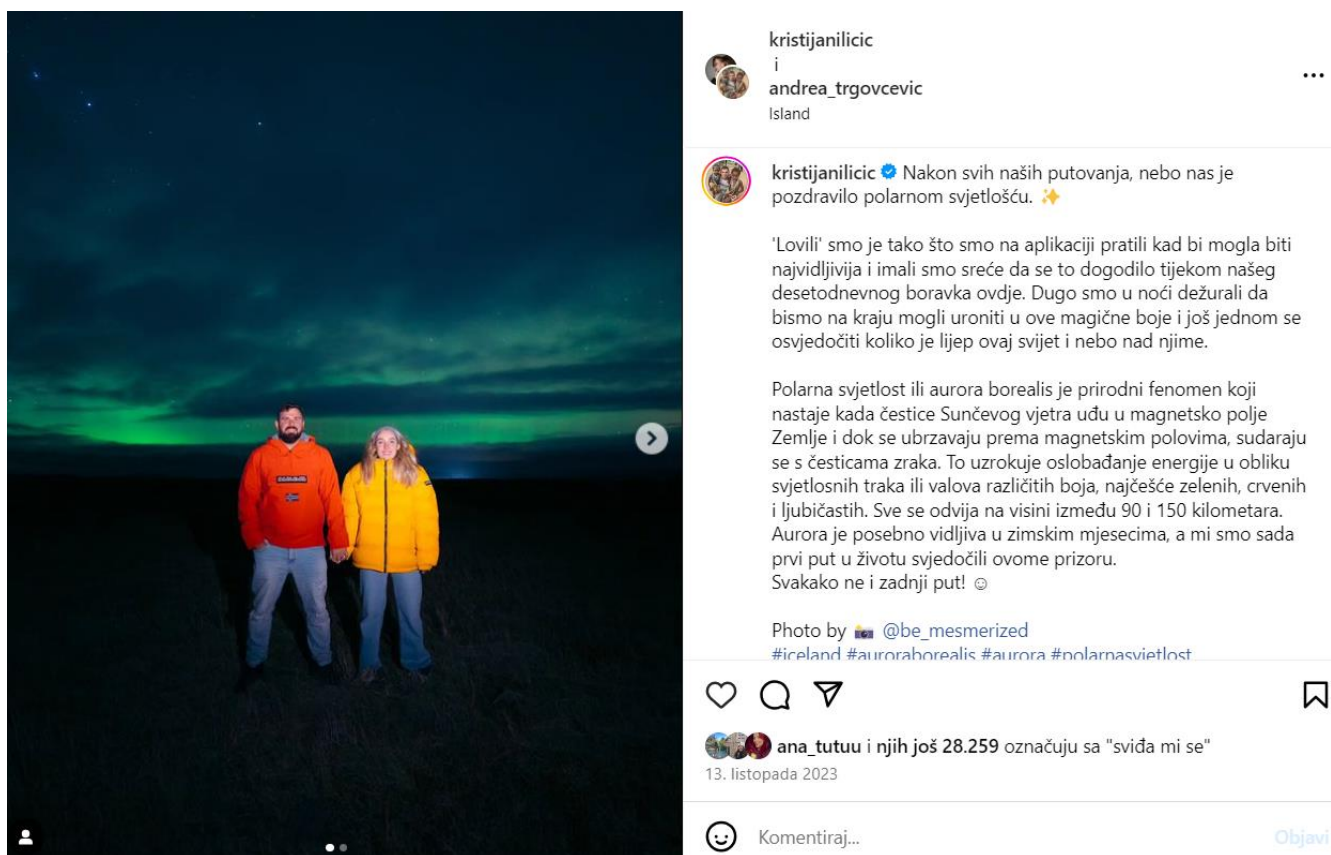 kristijanilicic
i
andrea_trgovcevic
Island
kristijanilicic Nakon svih naših putovanja, nebo nas je
pozdravilo polarnom svjetlošću. ✨
'Lovili' smo je tako što smo na aplikaciji pratili kad bi mogla biti
najvidljivija i imali smo sreće da se to dogodilo tijekom našeg
desetodnevnog boravka ovdje. Dugo smo u noći dežurali da
bismo na kraju mogli uroniti u ove magične boje i još jednom se
osvjedočiti koliko je lijep ovaj svijet i nebo nad njime.
Polarna svjetlost ili aurora borealis je prirodni fenomen koji
nastaje kada čestice Sunčevog vjetra uđu u magnetsko polje
Zemlje i dok se ubrzavaju prema magnetskim polovima, sudaraju
se s česticama zraka. To uzrokuje oslobađanje energije u obliku
svjetlosnih traka ili valova različitih boja, najčešće zelenih, crvenih
i ljubičastih. Sve se odvija na visini između 90 i 150 kilometara.
Aurora je posebno vidljiva u zimskim mjesecima, a mi smo sada
prvi put u životu svjedočili ovome prizoru.
Svakako ne i zadnji put! ☺
Photo by 📸 @be_mesmerized
#iceland #auroraborealis #aurora #polarnasvjetlost
ana_tutuu i njih još 28.259 označuju sa "sviđa mi se"
13. listopada 2023
Komentiraj...
Objavi